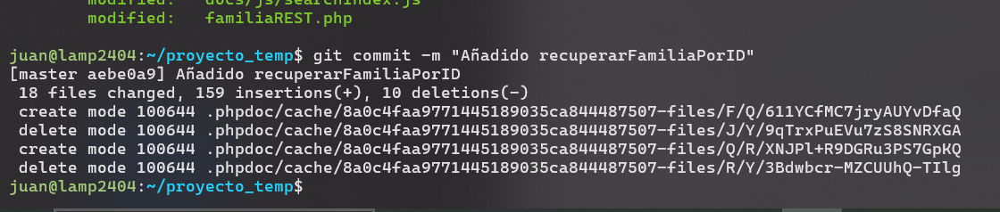 modified:   docs/js/searchIndex.js
modified:   familiaREST.php
juan@lamp2404:~/proyecto_temp$ git commit -m "Añadido recuperarFamiliaPorID"
[master aebe0a9] Añadido recuperarFamiliaPorID
 18 files changed, 159 insertions(+), 10 deletions(-)
 create mode 100644 .phpdoc/cache/8a0c4faa9771445189035ca844487507-files/F/Q/611YCfMC7jryAUYvDfaQ
 delete mode 100644 .phpdoc/cache/8a0c4faa9771445189035ca844487507-files/J/Y/9qTrxPuEVu7zS8SNRXGA
 create mode 100644 .phpdoc/cache/8a0c4faa9771445189035ca844487507-files/Q/R/XNJPl+R9DGRu3PS7GpKQ
 delete mode 100644 .phpdoc/cache/8a0c4faa9771445189035ca844487507-files/R/Y/3Bdwbcr-MZCUUhQ-TIlg
juan@lamp2404:~/proyecto_temp$